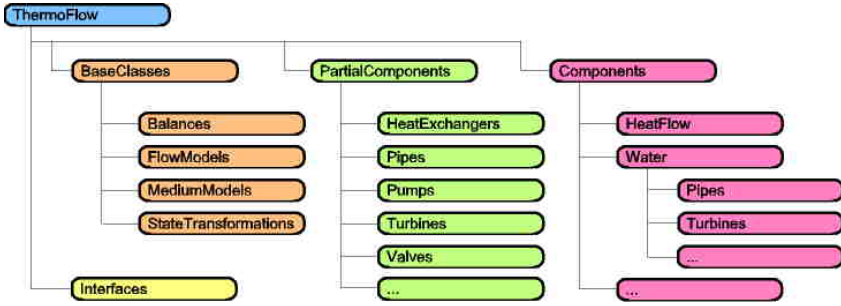 ThermoFlow
BaseClasses
Balances
FlowModels
MediumModels
StateTransformations
Interfaces
PartialComponents
HeatExchangers
Pipes
Pumps
Turbines
Valves
...
Components
HeatFlow
Water
Pipes
Turbines
...
...